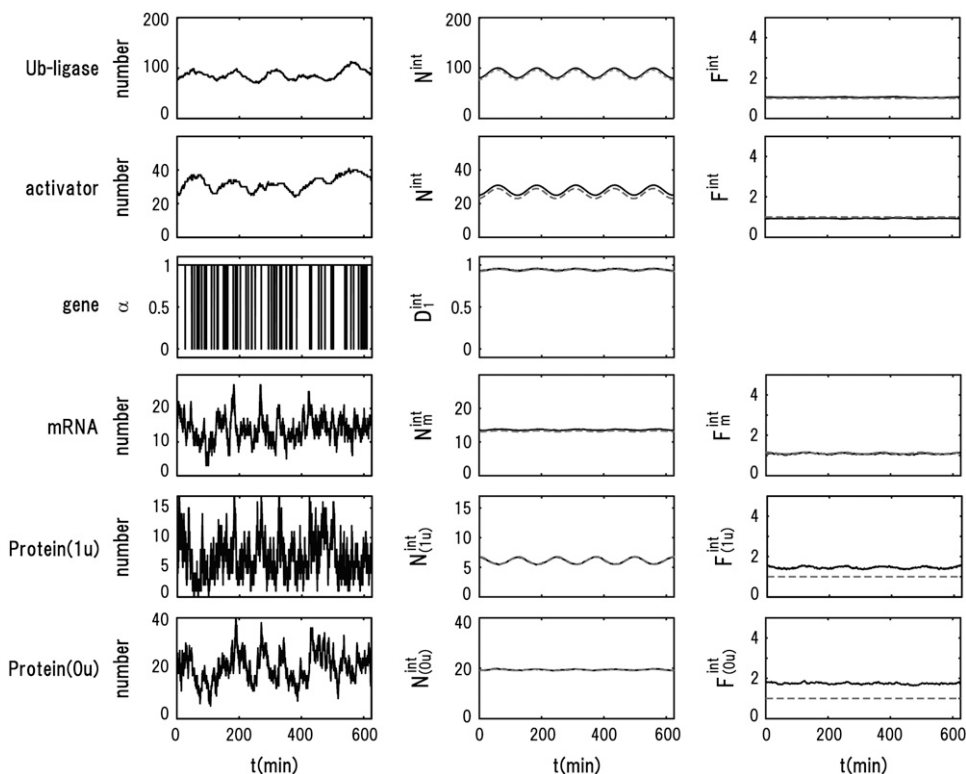 Ub-ligase number 200 100 0 N^int 200 100 0 F^int 4 2 0
activator number 40 20 0 N^int 40 20 0 F^int 4 2 0
gene α 1 0.5 0 D_1^int 1 0.5 0
mRNA number 20 10 0 N_m^int 20 10 0 F_m^int 4 2 0
Protein(1u) number 15 10 5 0 N_(1u)^int 15 10 5 0 F_(1u)^int 4 2 0
Protein(0u) number 40 20 0 N_(0u)^int 40 20 0 F_(0u)^int 4 2 0
0 200 400 600 0 200 400 600 0 200 400 600
t(min) t(min) t(min)